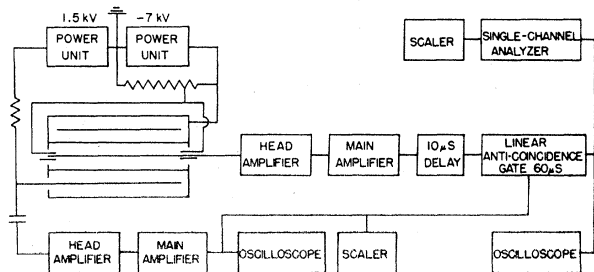 1.5 kV
-7 kV
POWER
UNIT
POWER
UNIT
SCALER
SINGLE-CHANNEL
ANALYZER
HEAD
AMPLIFIER
MAIN
AMPLIFIER
10μS
DELAY
LINEAR
ANTI-COINCIDENCE
GATE 60μS
HEAD
AMPLIFIER
MAIN
AMPLIFIER
OSCILLOSCOPE
SCALER
OSCILLOSCOPE